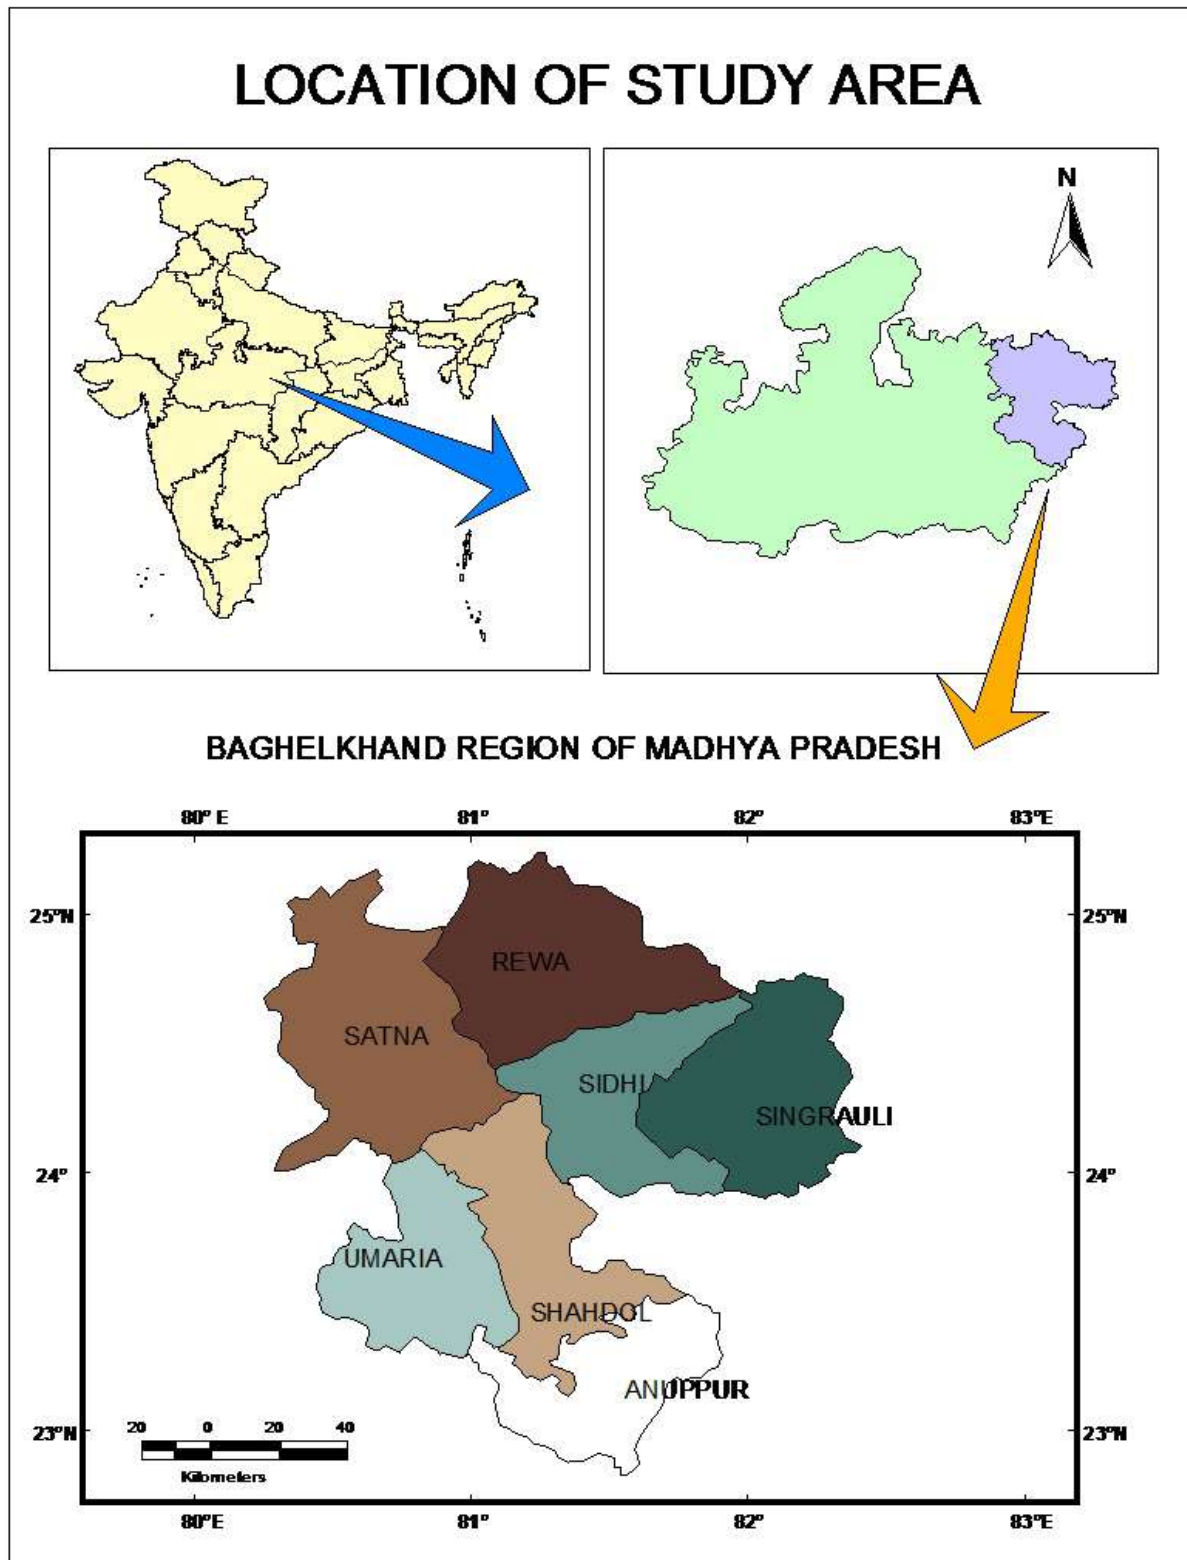 LOCATION OF STUDY AREA
N
BAGHELKHAND REGION OF MADHYA PRADESH
80° E 81° 82° 83°E
25°N 25°N
REWA
SATNA
SIDHI
SINGRAULI
24° 24°
UMARIA
SHAHDOL
ANUPPUR
20 0 20 40
23°N 23°N
Kilometers
80°E 81° 82° 83°E